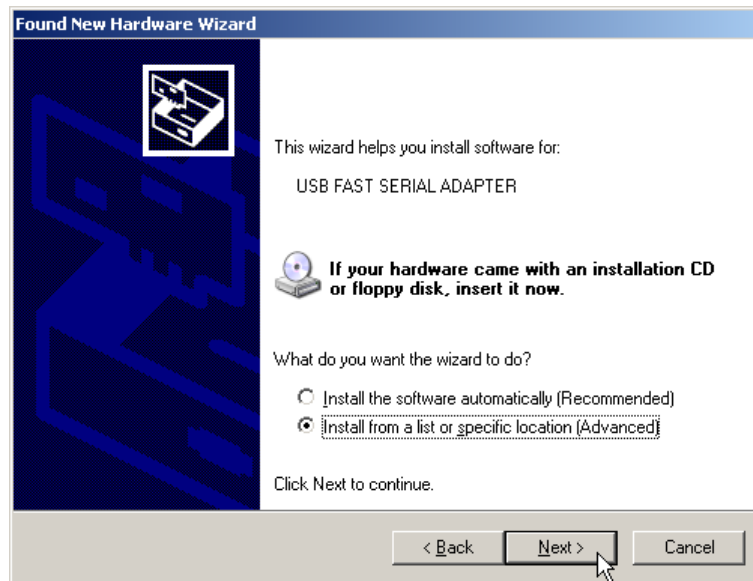 Found New Hardware Wizard
This wizard helps you install software for:
USB FAST SERIAL ADAPTER
If your hardware came with an installation CD
or floppy disk, insert it now.
What do you want the wizard to do?
Install the software automatically (Recommended)
Install from a list or specific location (Advanced)
Click Next to continue.
< Back Next > Cancel